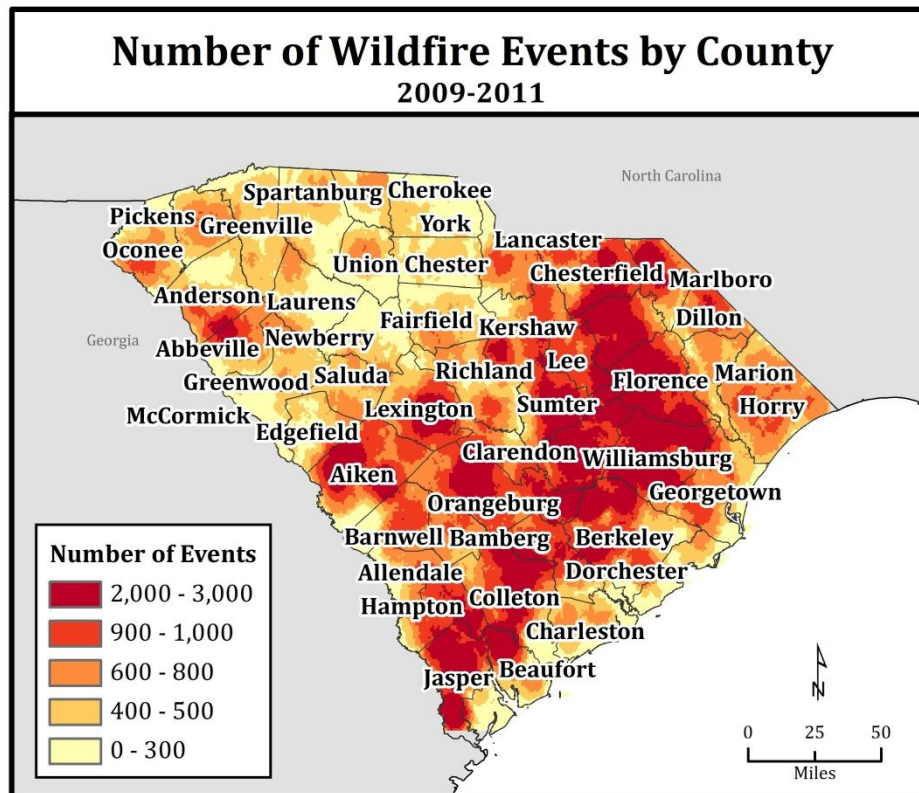 Number of Wildfire Events by County
2009-2011
North Carolina
Spartanburg
Cherokee
Pickens
Greenville
York
Oconee
Lancaster
Union
Chester
Chesterfield
Marlboro
Anderson
Laurens
Dillon
Georgia
Fairfield
Kershaw
Abbeville
Newberry
Greenwood
Saluda
Richland
Lee
Florence
Marion
McCormick
Lexington
Sumter
Horry
Edgefield
Clarendon
Williamsburg
Aiken
Orangeburg
Georgetown
Barnwell
Bamberg
Berkeley
Allendale
Dorchester
Hampton
Colleton
Charleston
Jasper
Beaufort
Number of Events
2,000 - 3,000
900 - 1,000
600 - 800
400 - 500
0 - 300
N
0 25 50
Miles